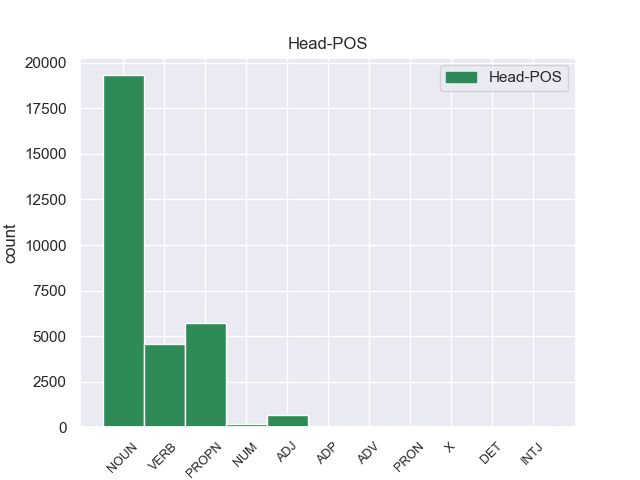 Head-POS
Head-POS
20000
17500
15000
12500
10000
7500
5000
2500
0
count
NOUN
VERB
PROPN
NUM
ADJ
ADP
ADV
PRON
X
DET
INTJ